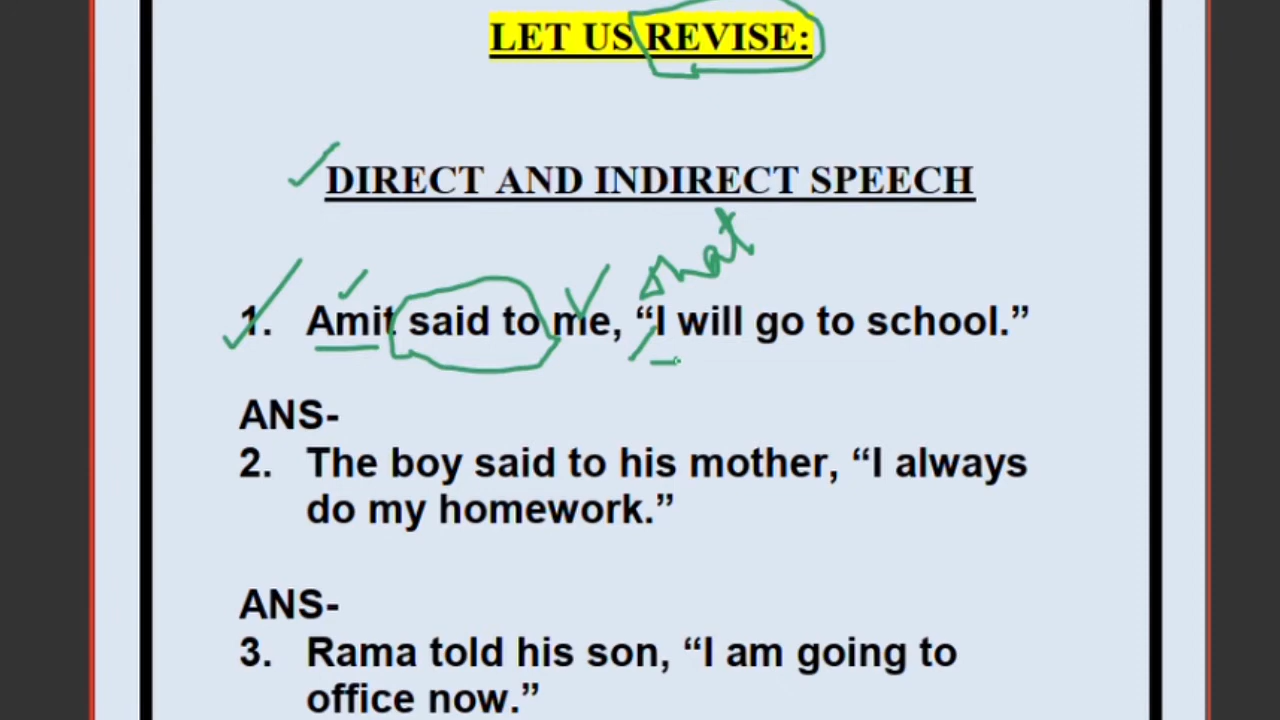 LET US REVISE:
DIRECT AND INDIRECT SPEECH
that
1. Amit said to me, “I will go to school.”
ANS-
2. The boy said to his mother, “I always
do my homework.”
ANS-
3. Rama told his son, “I am going to
office now.”